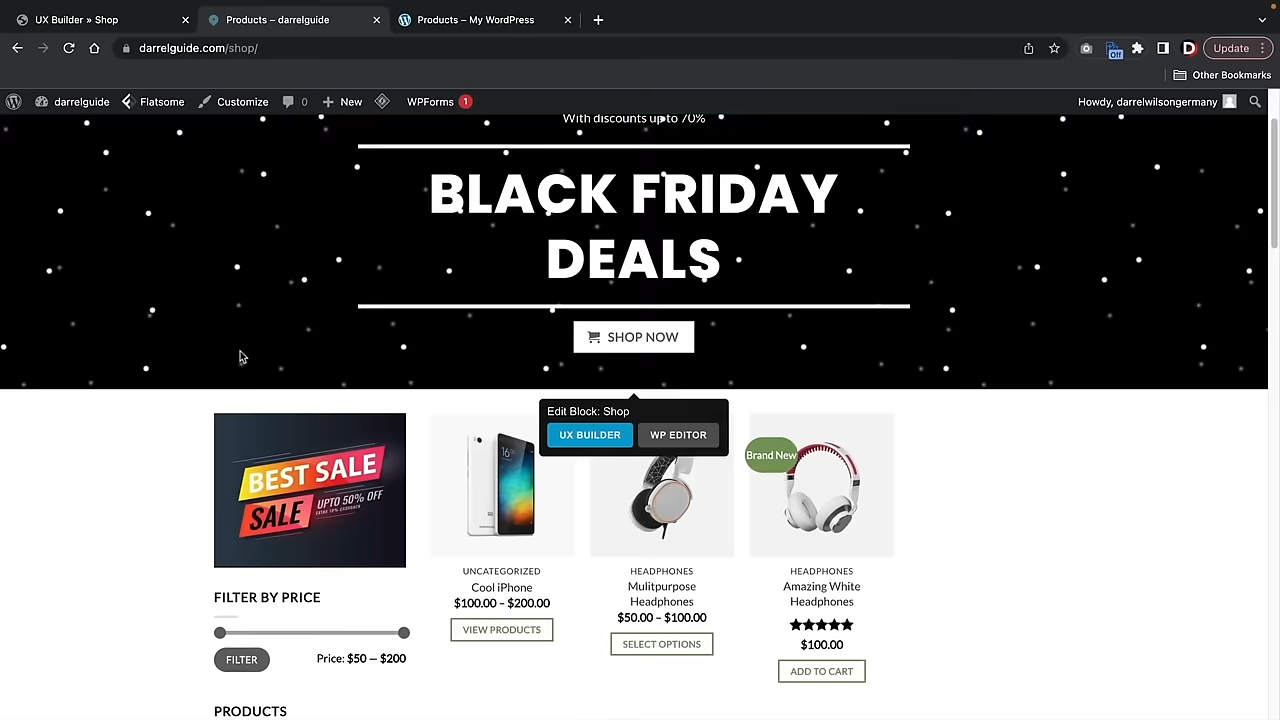 UX Builder » Shop
Products – darrelguide
Products – My WordPress
darrelguide.com/shop/
Off
D
Update
Other Bookmarks
darrelguide
Flatsome
Customize
0
New
WPForms 1
Howdy, darrelwilsongermany
With discounts up to 70%
BLACK FRIDAY
DEALS
SHOP NOW
Edit Block: Shop
UX BUILDER
WP EDITOR
BEST SALE
SALE
UPTO 50% OFF
EXTRA 10% CASHBACK
Brand New
FILTER BY PRICE
FILTER
Price: $50 — $200
PRODUCTS
UNCATEGORIZED
Cool iPhone
$100.00 – $200.00
VIEW PRODUCTS
HEADPHONES
Mulitpurpose
Headphones
$50.00 – $100.00
SELECT OPTIONS
HEADPHONES
Amazing White
Headphones
$100.00
ADD TO CART